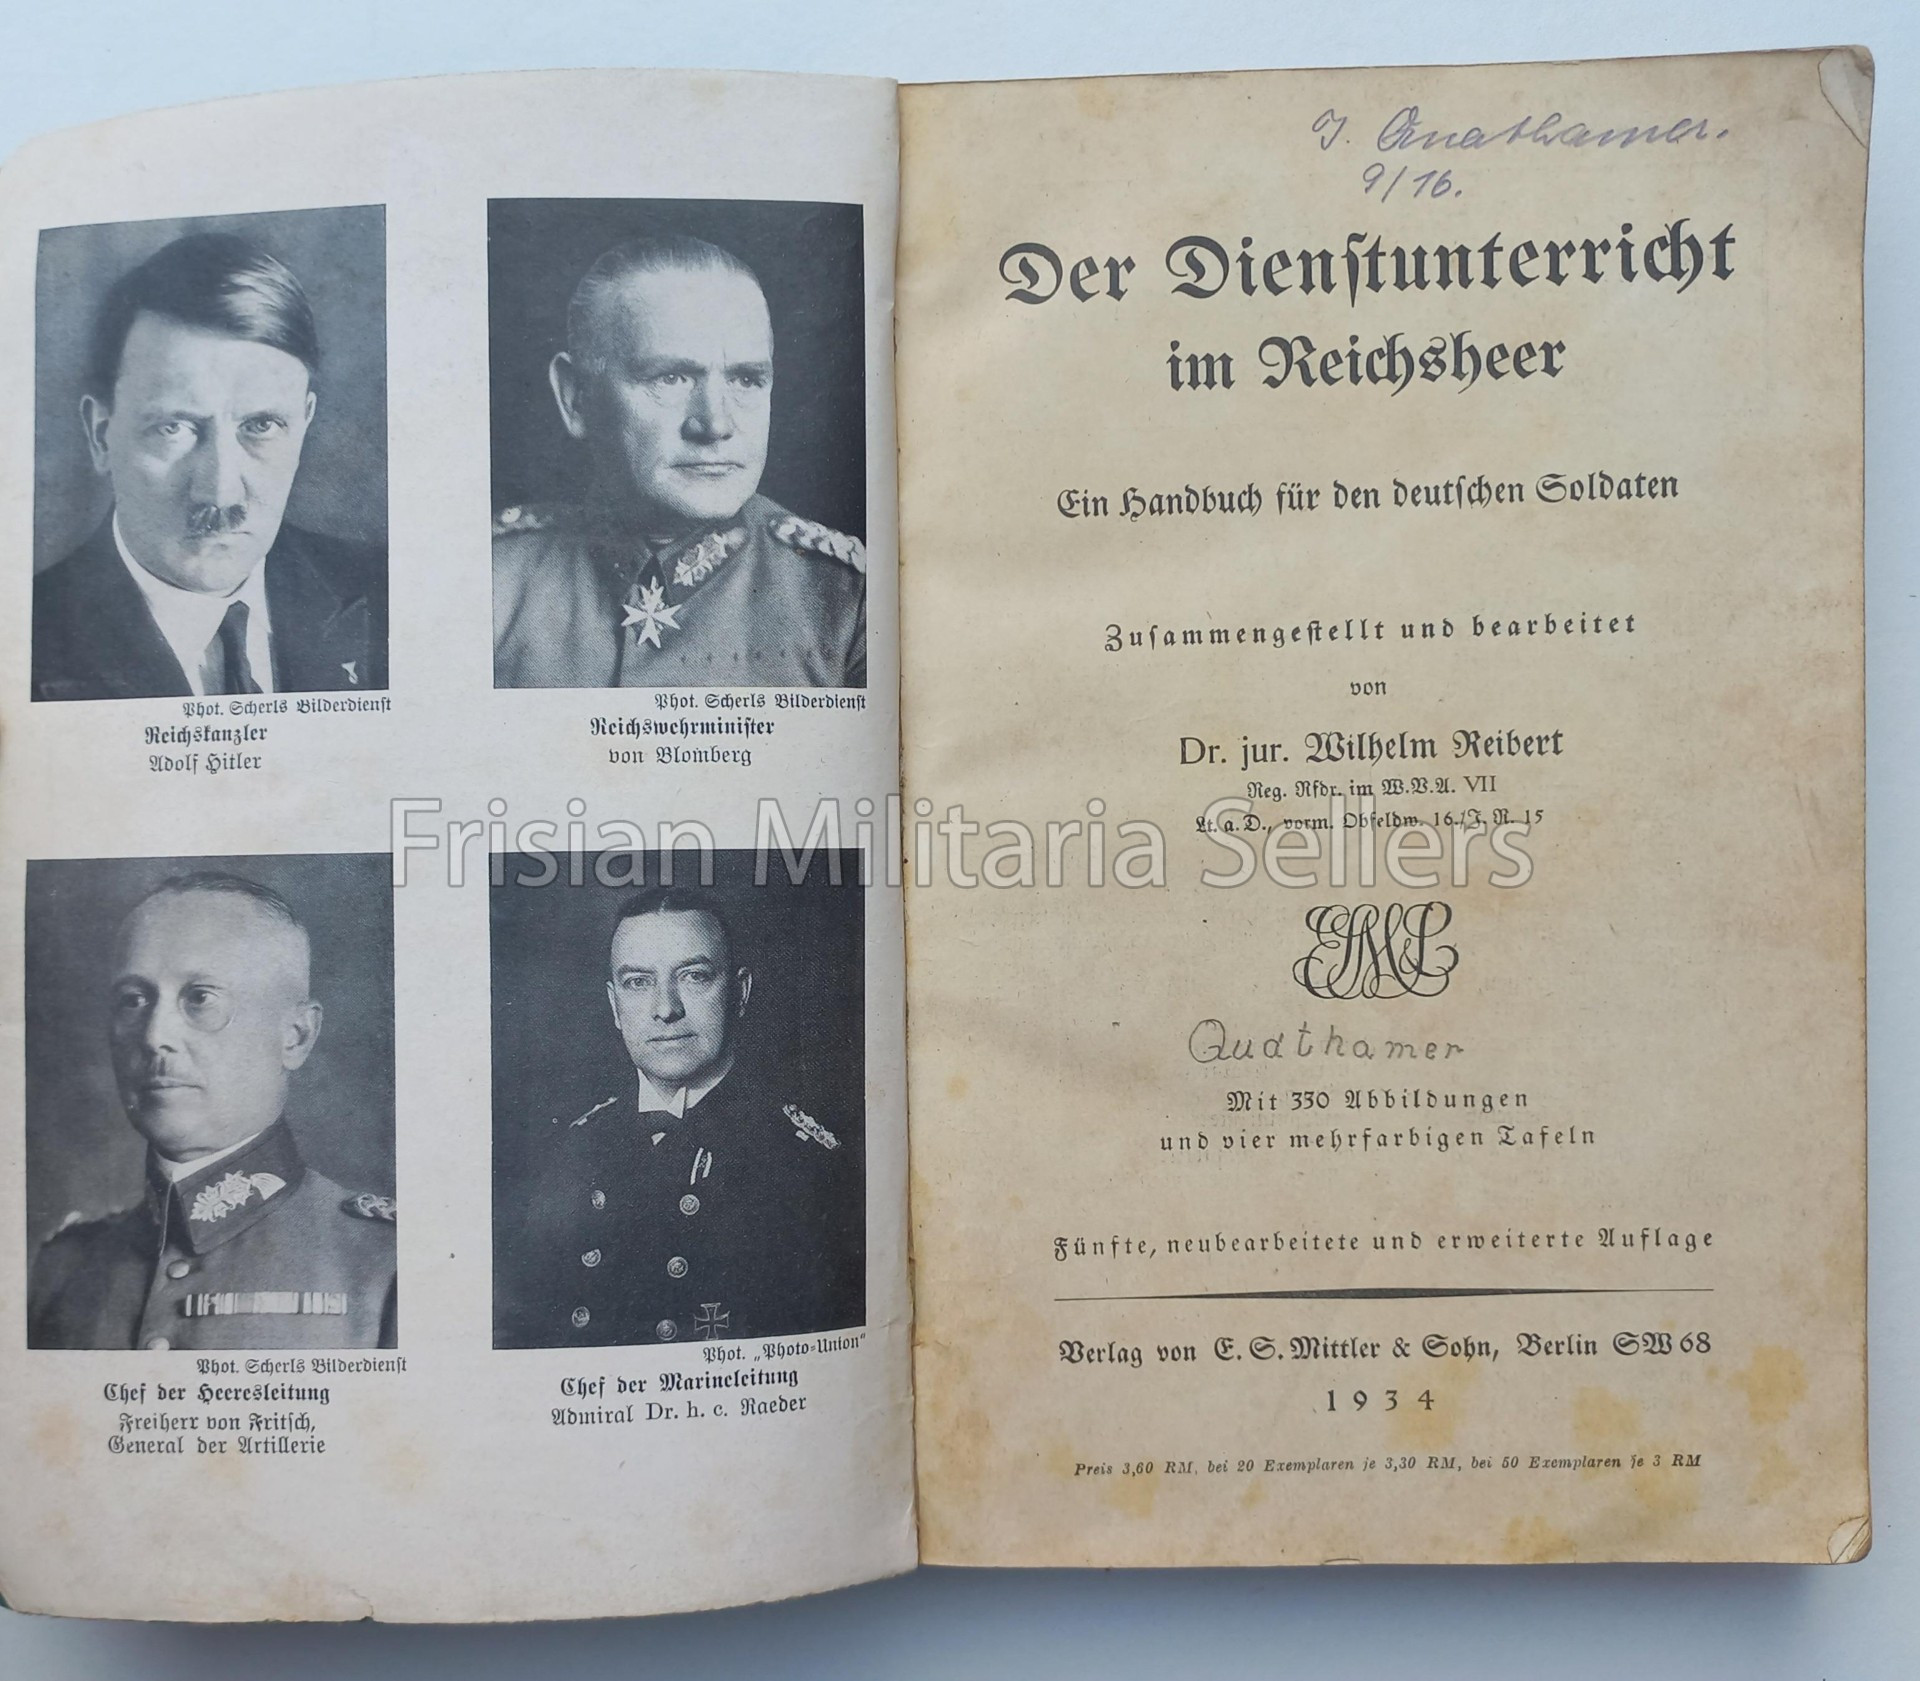 Phot. Scherls Bilderdienst
Reichskanzler
Adolf Hitler
Phot. Scherls Bilderdienst
Reichswehrminister
von Blomberg
Phot. Scherls Bilderdienst
Chef der Heeresleitung
Freiherr von Fritsch,
General der Artillerie
Phot. „Photo-Union"
Chef der Marineleitung
Admiral Dr. h. c. Raeder
J. Quathamer.
9/16.
Der Dienstunterricht
im Reichsheer
Ein Handbuch für den deutschen Soldaten
Zusammengestellt und bearbeitet
von
Dr. jur. Wilhelm Reibert
Reg. Rfdr. im W.V.A. VII
Lt. a. D., vorm. Obfeldw. 16./J. R. 15
Frisian Militaria Sellers
Quathamer
Mit 330 Abbildungen
und vier mehrfarbigen Tafeln
Fünfte, neubearbeitete und erweiterte Auflage
Verlag von E. S. Mittler & Sohn, Berlin SW 68
1934
Preis 3,60 RM, bei 20 Exemplaren je 3,30 RM, bei 50 Exemplaren je 3 RM